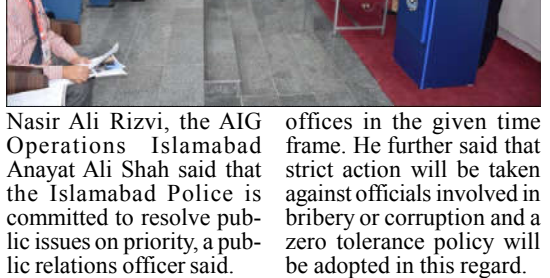 Nasir Ali Rizvi, the AIG
Operations Islamabad
Anayat Ali Shah said that
the Islamabad Police is
committed to resolve pub-
lic issues on priority, a pub-
lic relations officer said.
offices in the given time
frame. He further said that
strict action will be taken
against officials involved in
bribery or corruption and a
zero tolerance policy will
be adopted in this regard.